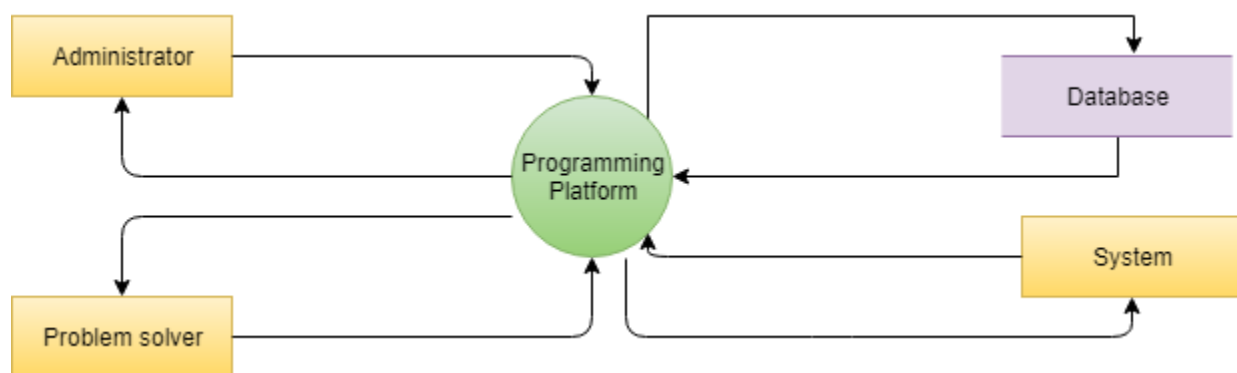 Administrator
Database
Programming
Platform
System
Problem solver